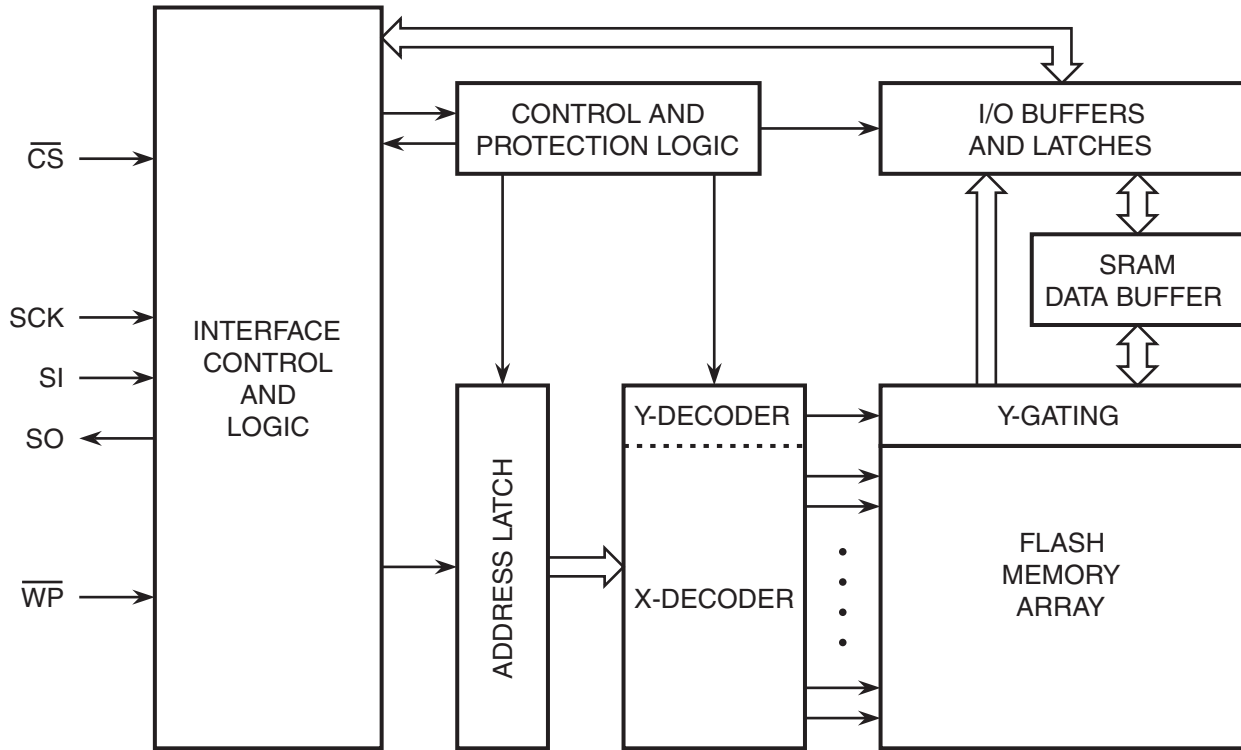 CS
SCK
SI
SO
WP
INTERFACE
CONTROL
AND
LOGIC
CONTROL AND
PROTECTION LOGIC
I/O BUFFERS
AND LATCHES
SRAM
DATA BUFFER
ADDRESS LATCH
Y-DECODER
X-DECODER
Y-GATING
FLASH
MEMORY
ARRAY